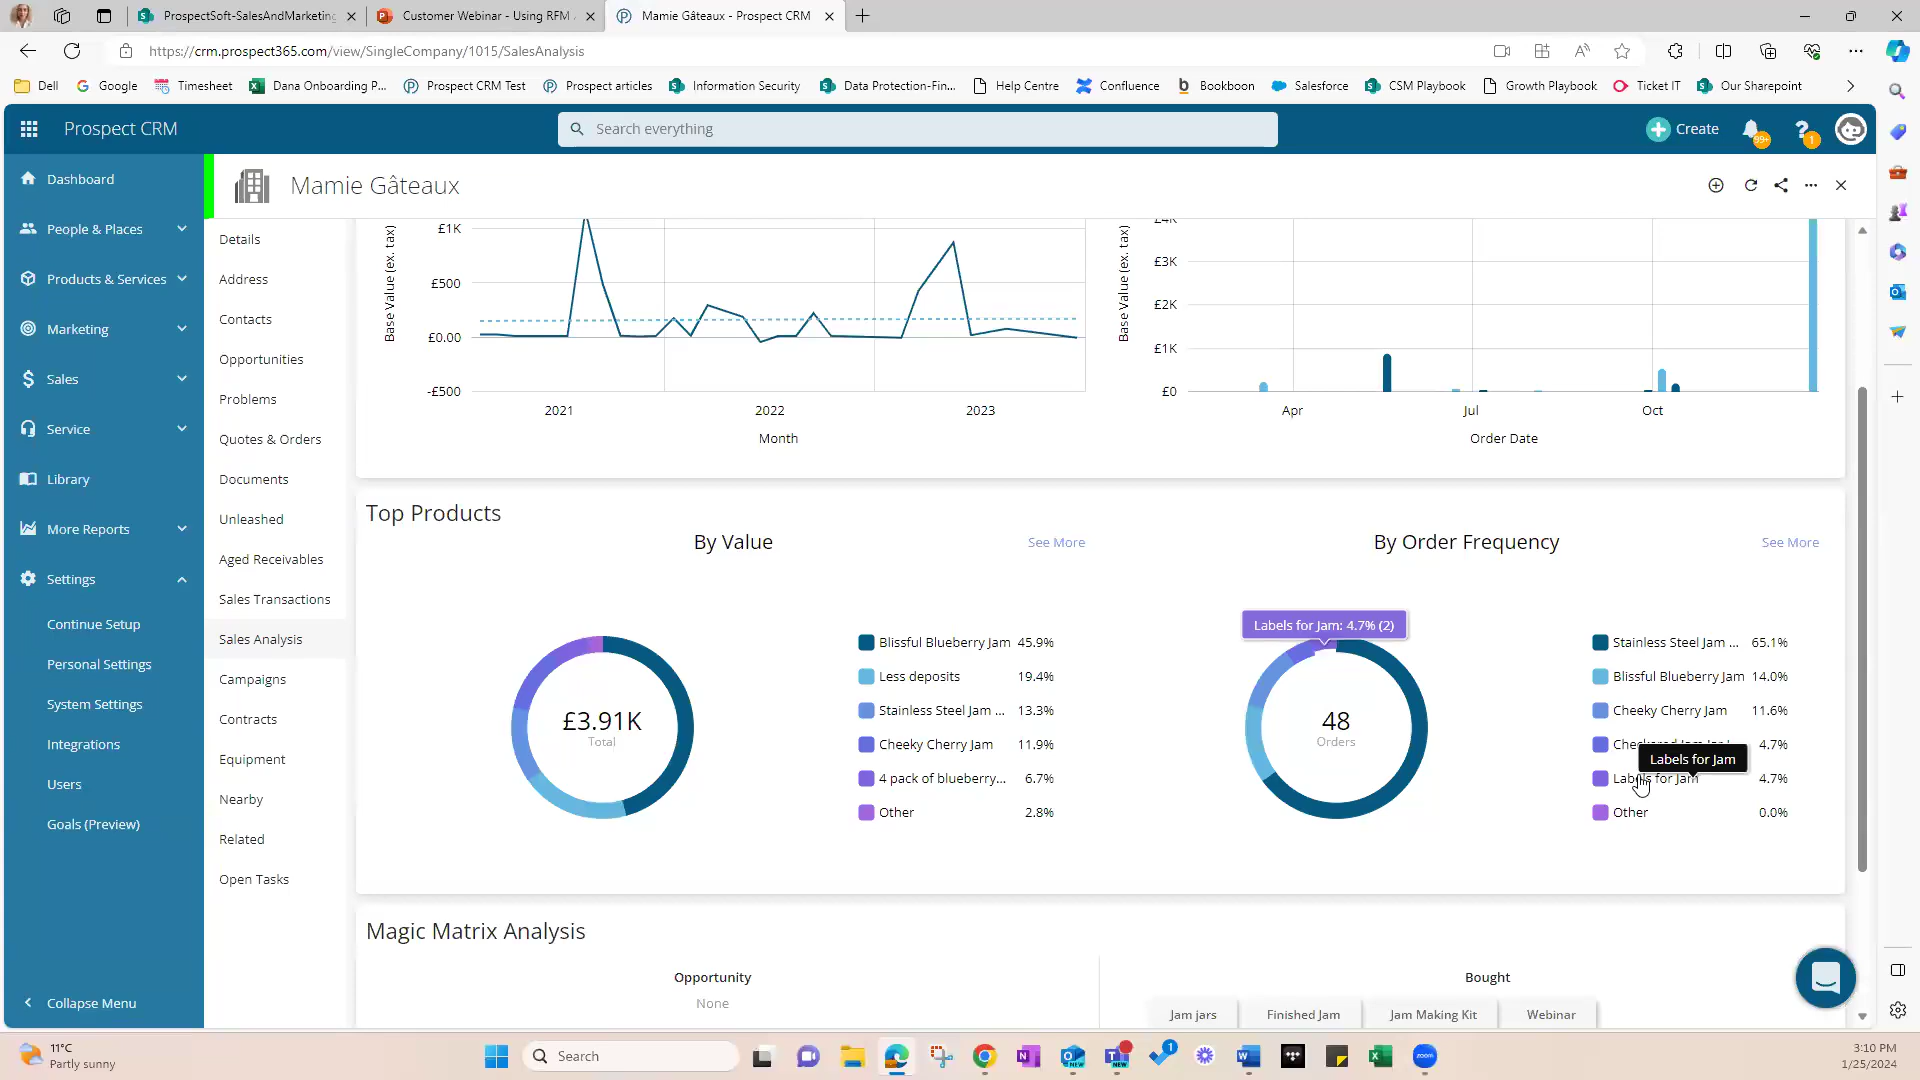 ProspectSoft-SalesAndMarketing
Customer Webinar - Using RFM
Mamie Gâteaux - Prospect CRM
https://crm.prospect365.com/view/SingleCompany/1015/SalesAnalysis
Dell
Google
Timesheet
Dana Onboarding P...
Prospect CRM Test
Prospect articles
Information Security
Data Protection-Fin...
Help Centre
Confluence
Bookboon
Salesforce
CSM Playbook
Growth Playbook
Ticket IT
Our Sharepoint
Prospect CRM
Search everything
Create
99+
1
Mamie Gâteaux
Dashboard
People & Places
Products & Services
Marketing
Sales
Service
Library
More Reports
Settings
Continue Setup
Personal Settings
System Settings
Integrations
Users
Goals (Preview)
Collapse Menu
Details
Address
Contacts
Opportunities
Problems
Quotes & Orders
Documents
Unleashed
Aged Receivables
Sales Transactions
Sales Analysis
Campaigns
Contracts
Equipment
Nearby
Related
Open Tasks
Base Value (ex. tax)
£1K
£500
£0.00
-£500
2021 2022 2023
Month
Base Value (ex. tax)
£4K
£3K
£2K
£1K
£0
Apr Jul Oct
Order Date
Top Products
By Value
See More
£3.91K
Total
Blissful Blueberry Jam 45.9%
Less deposits 19.4%
Stainless Steel Jam ... 13.3%
Cheeky Cherry Jam 11.9%
4 pack of blueberry... 6.7%
Other 2.8%
By Order Frequency
See More
Labels for Jam: 4.7% (2)
48
Orders
Stainless Steel Jam ... 65.1%
Blissful Blueberry Jam 14.0%
Cheeky Cherry Jam 11.6%
4.7%
Labels for Jam
Labels for Jam 4.7%
Other 0.0%
Magic Matrix Analysis
Opportunity
None
Bought
Jam jars
Finished Jam
Jam Making Kit
Webinar
11°C
Partly sunny
Search
NEW
NEW
1
zoom
3:10 PM
1/25/2024